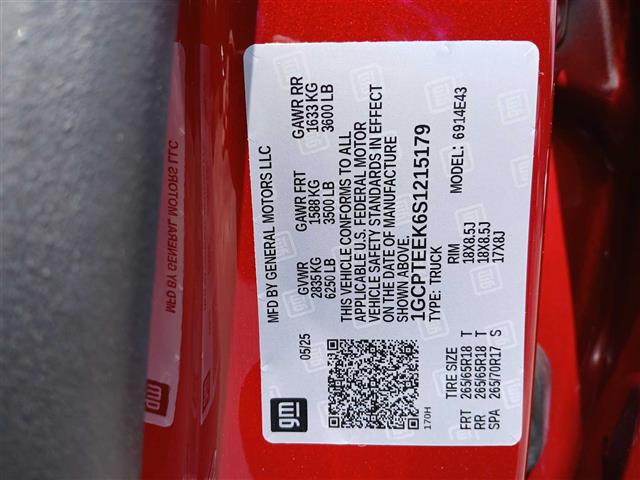 MFD BY GENERAL MOTORS LLC
05/25
GVWR GAWR FRT GAWR RR
2835 KG 1588 KG 1633 KG
6250 LB 3500 LB 3600 LB
THIS VEHICLE CONFORMS TO ALL
APPLICABLE U.S. FEDERAL MOTOR
VEHICLE SAFETY STANDARDS IN EFFECT
ON THE DATE OF MANUFACTURE
SHOWN ABOVE.
1GCPTEEK6S1215179
TYPE: TRUCK MODEL: 6914E43
gm
170H
TIRE SIZE RIM
FRT 265/65R18 T 18X8.5J
RR 265/65R18 T 18X8.5J
SPA 265/70R17 S 17X8J
gm
MFD BY GENERAL MOTORS LLC